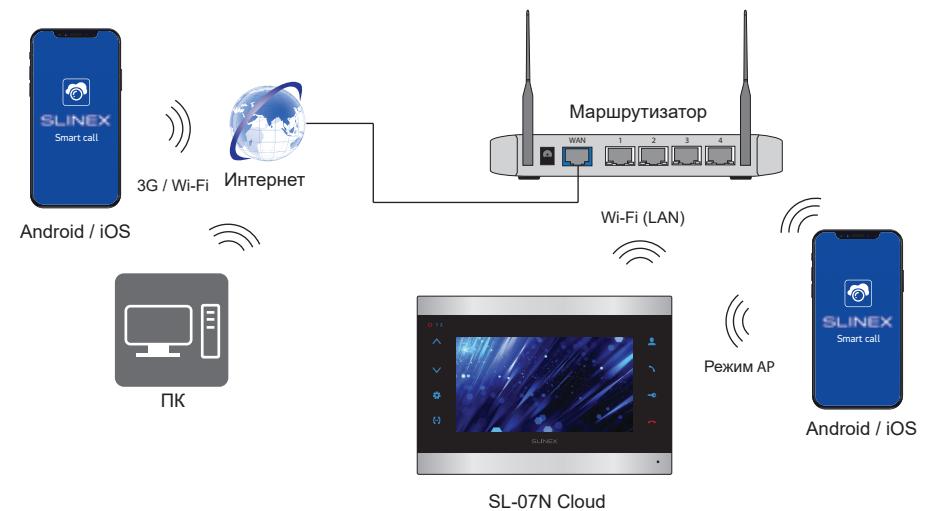 SLINEX
Smart call
3G / Wi-Fi
Интернет
Android / iOS
ПК
Маршрутизатор
WAN 1 2 3 4
Wi-Fi (LAN)
SLINEX
Smart call
Режим AP
Android / iOS
SLINEX
SL-07N Cloud